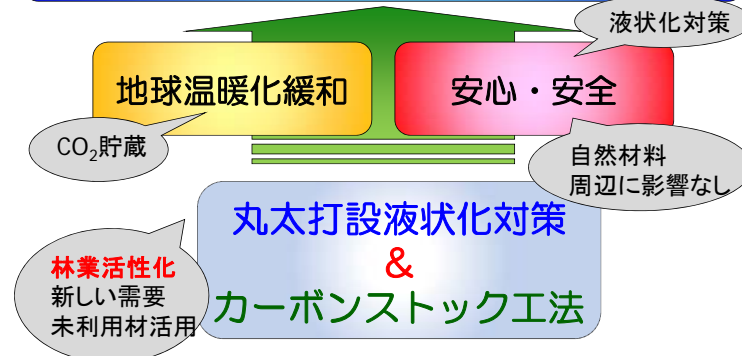 液状化対策
地球温暖化緩和
安心・安全
CO₂貯蔵
自然材料
周辺に影響なし
丸太打設液状化対策
&
カーボンストック工法
林業活性化
新しい需要
未利用材活用